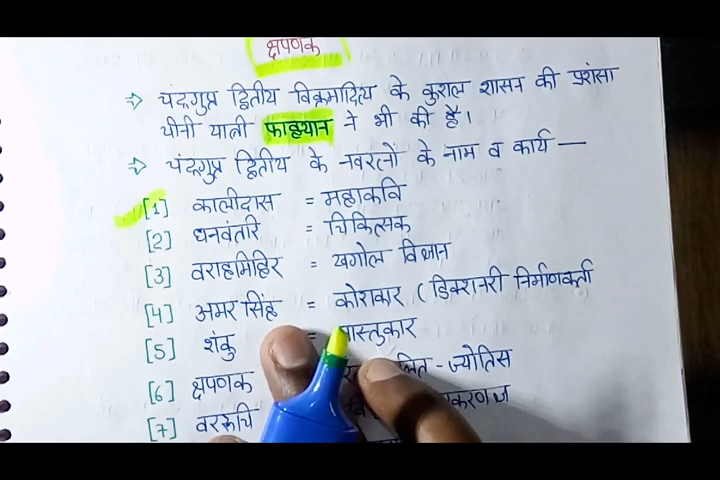 क्षपणक
⇒ चंद्रगुप्त द्वितीय विक्रमादित्य के कुशल शासन की प्रशंसा
चीनी यात्री फाह्यान ने भी की है।
⇒ चंद्रगुप्त द्वितीय के नवरत्नों के नाम व कार्य —
[1] कालीदास = महाकवि
[2] धनवंतरि = चिकित्सक
[3] वराहमिहिर = खगोल विज्ञान
[4] अमर सिंह = कोशकार ( डिक्शनरी निर्माणकर्ता
[5] शंकु = वास्तुकार
[6] क्षपणक - ज्योतिस
[7] वररूचि